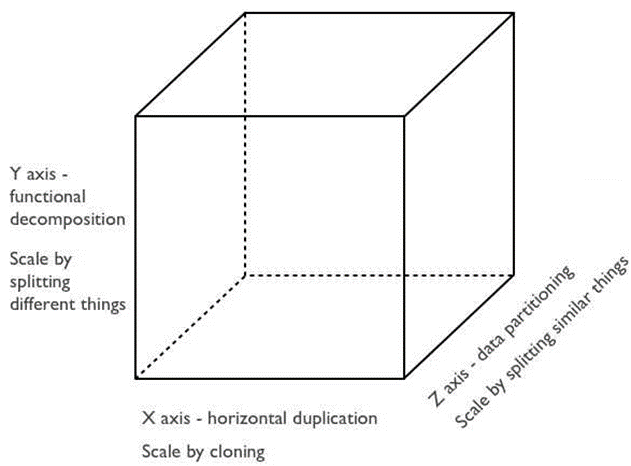 Y axis -
functional
decomposition
Scale by
splitting
different things
Z axis - data partitioning
Scale by splitting similar things
X axis - horizontal duplication
Scale by cloning